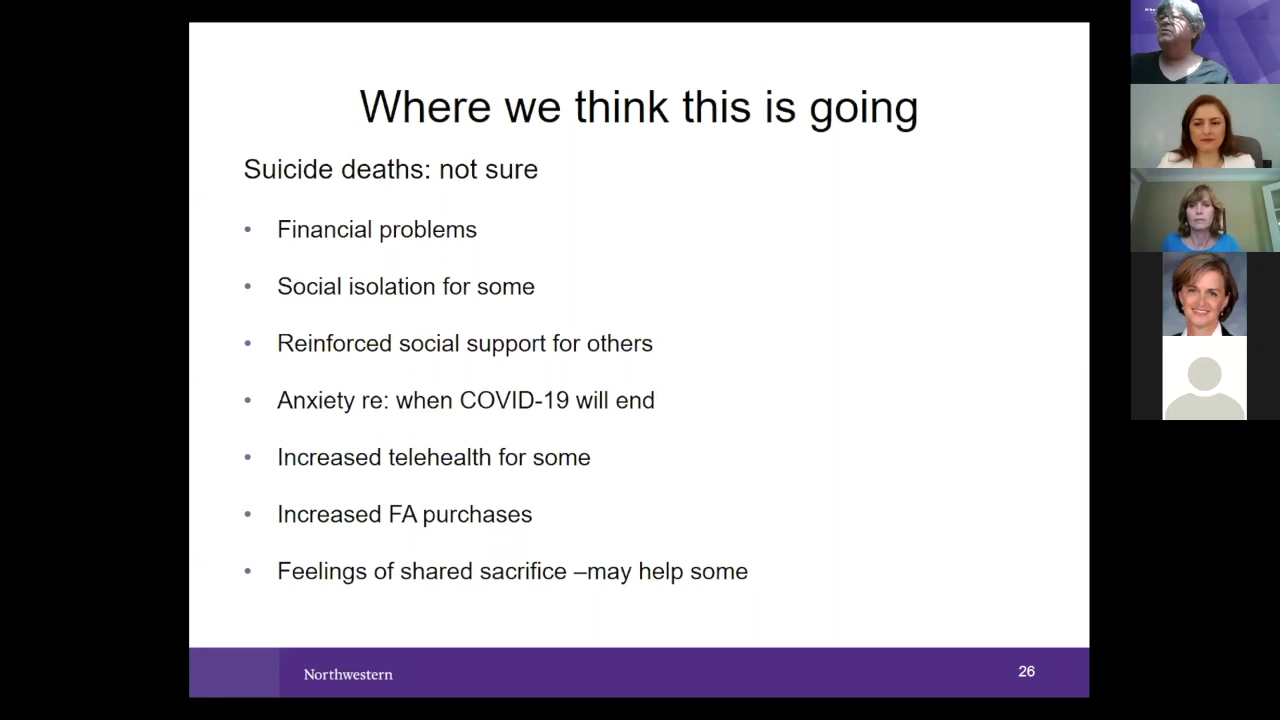 Where we think this is going
Suicide deaths: not sure
• Financial problems
• Social isolation for some
• Reinforced social support for others
• Anxiety re: when COVID-19 will end
• Increased telehealth for some
• Increased FA purchases
• Feelings of shared sacrifice –may help some
Northwestern
26